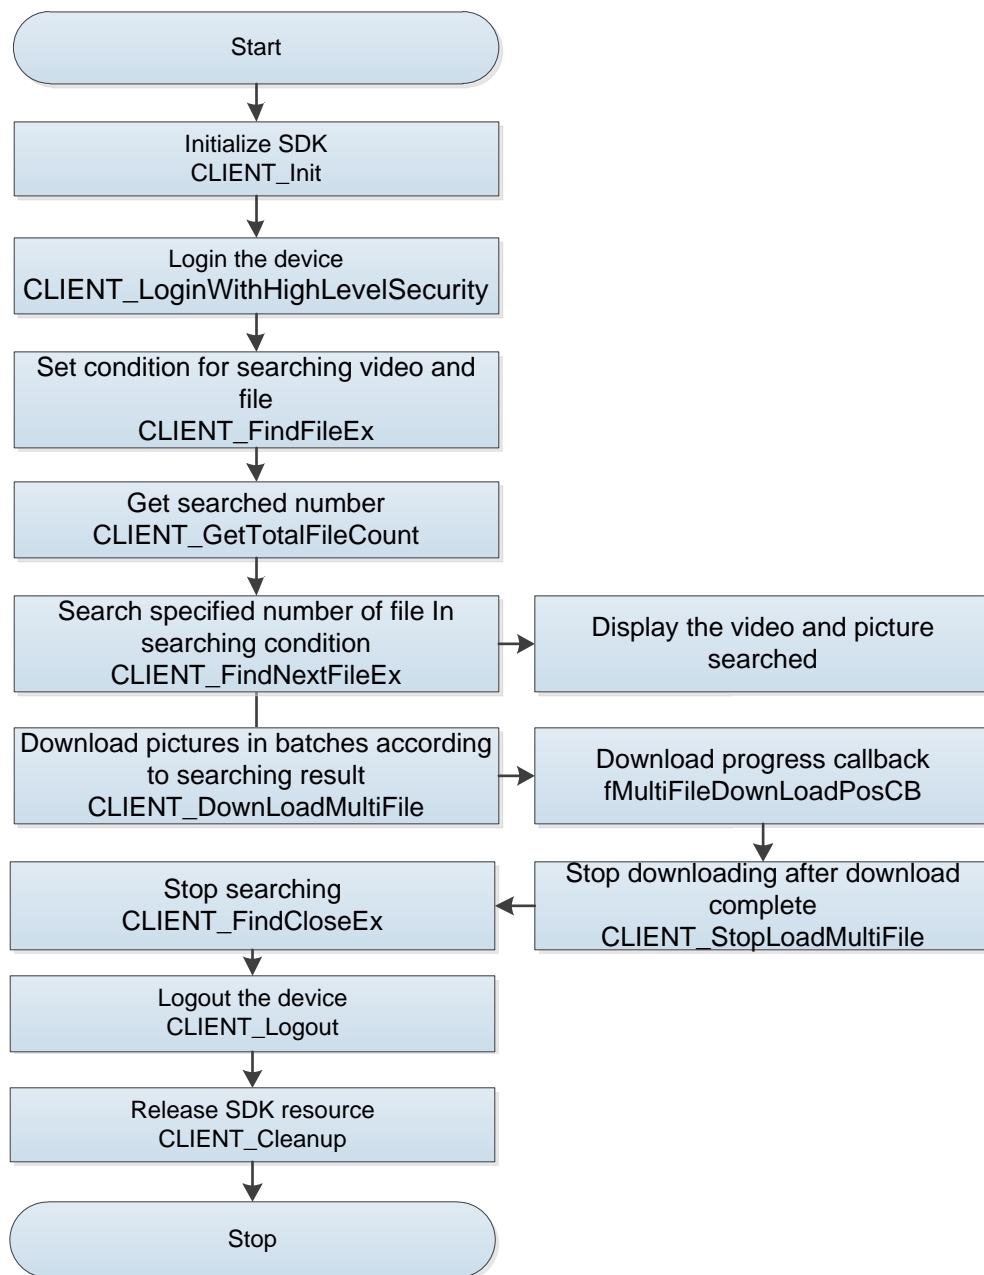 Start
Initialize SDK
CLIENT_Init
Login the device
CLIENT_LoginWithHighLevelSecurity
Set condition for searching video and
file
CLIENT_FindFileEx
Get searched number
CLIENT_GetTotalFileCount
Search specified number of file In
searching condition
CLIENT_FindNextFileEx
Display the video and picture
searched
Download pictures in batches according
to searching result
CLIENT_DownLoadMultiFile
Download progress callback
fMultiFileDownLoadPosCB
Stop downloading after download
complete
CLIENT_StopLoadMultiFile
Stop searching
CLIENT_FindCloseEx
Logout the device
CLIENT_Logout
Release SDK resource
CLIENT_Cleanup
Stop